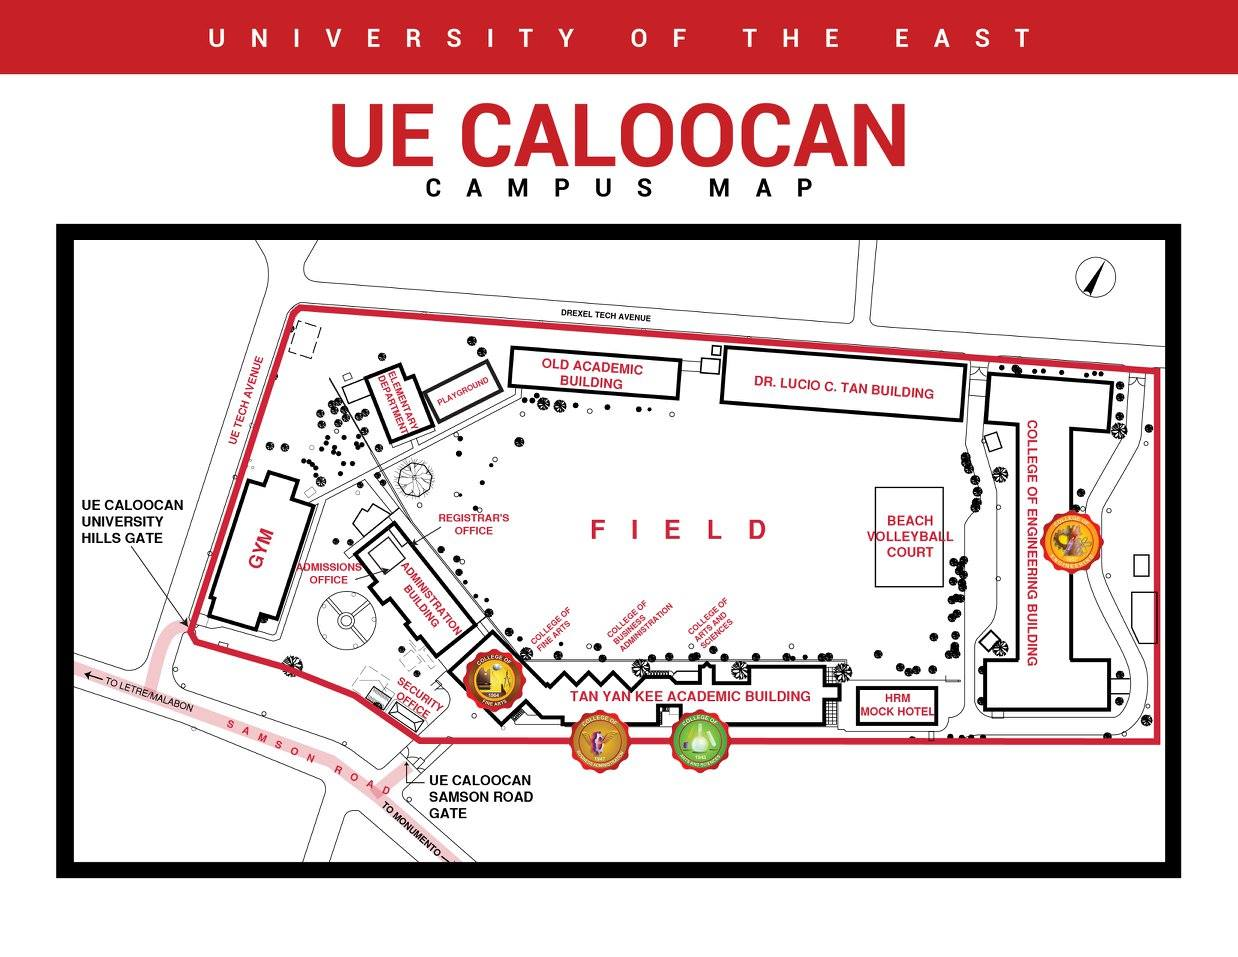 UNIVERSITY OF THE EAST
UE CALOOCAN
CAMPUS MAP
DREXEL TECH AVENUE
UE TECH AVENUE
ELEMENTARY
DEPARTMENT
PLAYGROUND
OLD ACADEMIC
BUILDING
DR. LUCIO C. TAN BUILDING
COLLEGE OF ENGINEERING BUILDING
UE CALOOCAN
UNIVERSITY
HILLS GATE
GYM
REGISTRAR'S
OFFICE
ADMISSIONS
OFFICE
ADMINISTRATION
BUILDING
FIELD
BEACH
VOLLEYBALL
COURT
COLLEGE OF
FINE ARTS
COLLEGE OF
BUSINESS
ADMINISTRATION
COLLEGE OF
ARTS AND
SCIENCES
SECURITY
OFFICE
COLLEGE OF
1964
FINE ARTS
TAN YAN KEE ACADEMIC BUILDING
HRM
MOCK HOTEL
COLLEGE OF
1947
BUSINESS ADMINISTRATION
COLLEGE OF
ARTS AND SCIENCES
TO LETRE/MALABON
SAMSON ROAD
TO MONUMENTO
UE CALOOCAN
SAMSON ROAD
GATE